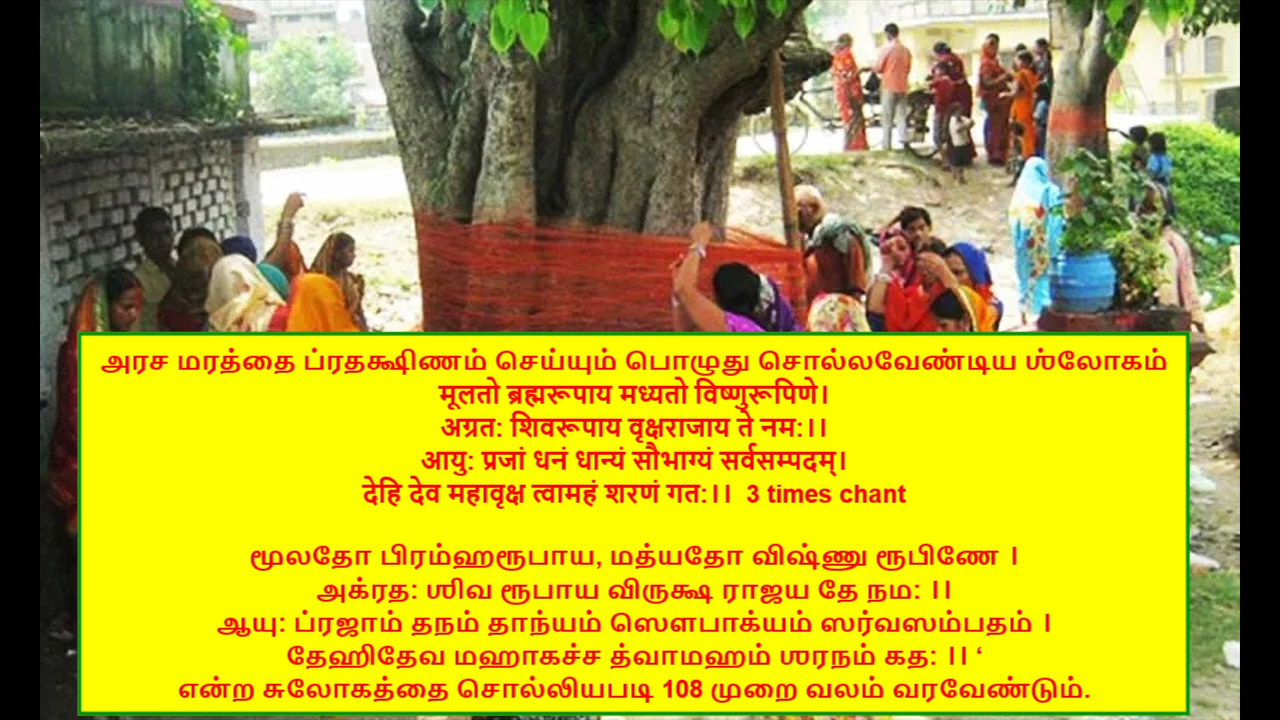 அரச மரத்தை ப்ரதக்ஷிணம் செய்யும் பொழுது சொல்லவேண்டிய ஶ்லோகம்
मूलतो ब्रह्मरूपाय मध्यतो विष्णुरूपिणे।
अग्रत: शिवरूपाय वृक्षराजाय ते नम:।।
आयु: प्रजां धनं धान्यं सौभाग्यं सर्वसम्पदम्।
देहि देव महावृक्ष त्वामहं शरणं गत:।। 3 times chant
மூலதோ பிரம்ஹரூபாய, மத்யதோ விஷ்ணு ரூபிணே ।
அக்ரத: ஶிவ ரூபாய விருக்ஷ ராஜய தே நம: ।।
ஆயு: ப்ரஜாம் தநம் தாந்யம் ஸௌபாக்யம் ஸர்வஸம்பதம் ।
தேஹிதேவ மஹாகச்ச த்வாமஹம் ஶரநம் கத: ।। ‘
என்ற சுலோகத்தை சொல்லியபடி 108 முறை வலம் வரவேண்டும்.